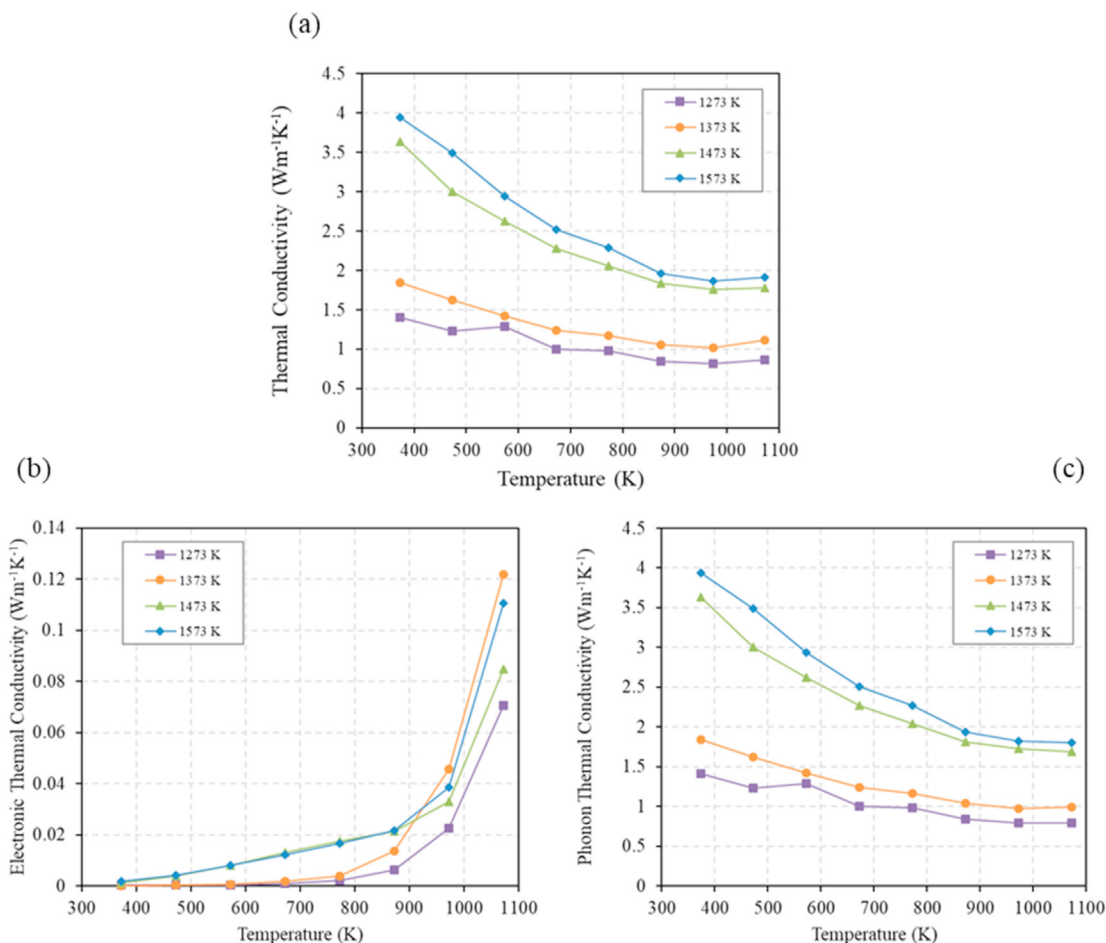 (a)
Thermal Conductivity (Wm⁻¹K⁻¹)
4.5
4
3.5
3
2.5
2
1.5
1
0.5
0
1273 K
1373 K
1473 K
1573 K
300 400 500 600 700 800 900 1000 1100
Temperature (K)
(b)
Electronic Thermal Conductivity (Wm⁻¹K⁻¹)
0.14
0.12
0.1
0.08
0.06
0.04
0.02
0
1273 K
1373 K
1473 K
1573 K
300 400 500 600 700 800 900 1000 1100
Temperature (K)
(c)
Phonon Thermal Conductivity (Wm⁻¹K⁻¹)
4.5
4
3.5
3
2.5
2
1.5
1
0.5
0
1273 K
1373 K
1473 K
1573 K
300 400 500 600 700 800 900 1000 1100
Temperature (K)